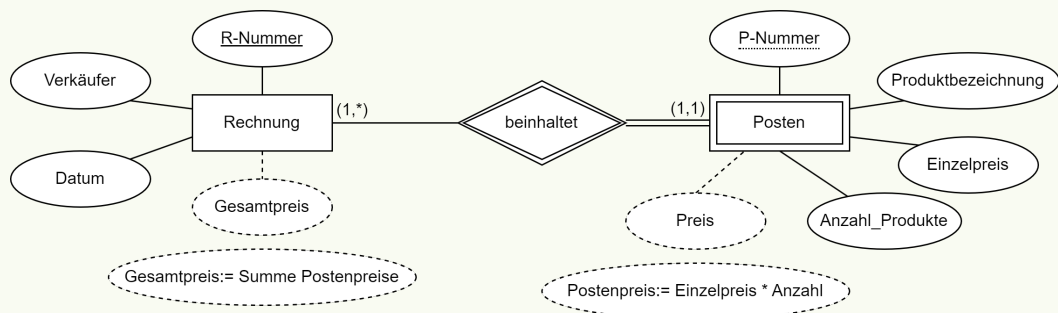 R-Nummer
P-Nummer
Verkäufer
Produktbezeichnung
(1,*)
(1,1)
Rechnung
beinhaltet
Posten
Datum
Einzelpreis
Gesamtpreis
Preis
Anzahl_Produkte
Gesamtpreis:= Summe Postenpreise
Postenpreis:= Einzelpreis * Anzahl